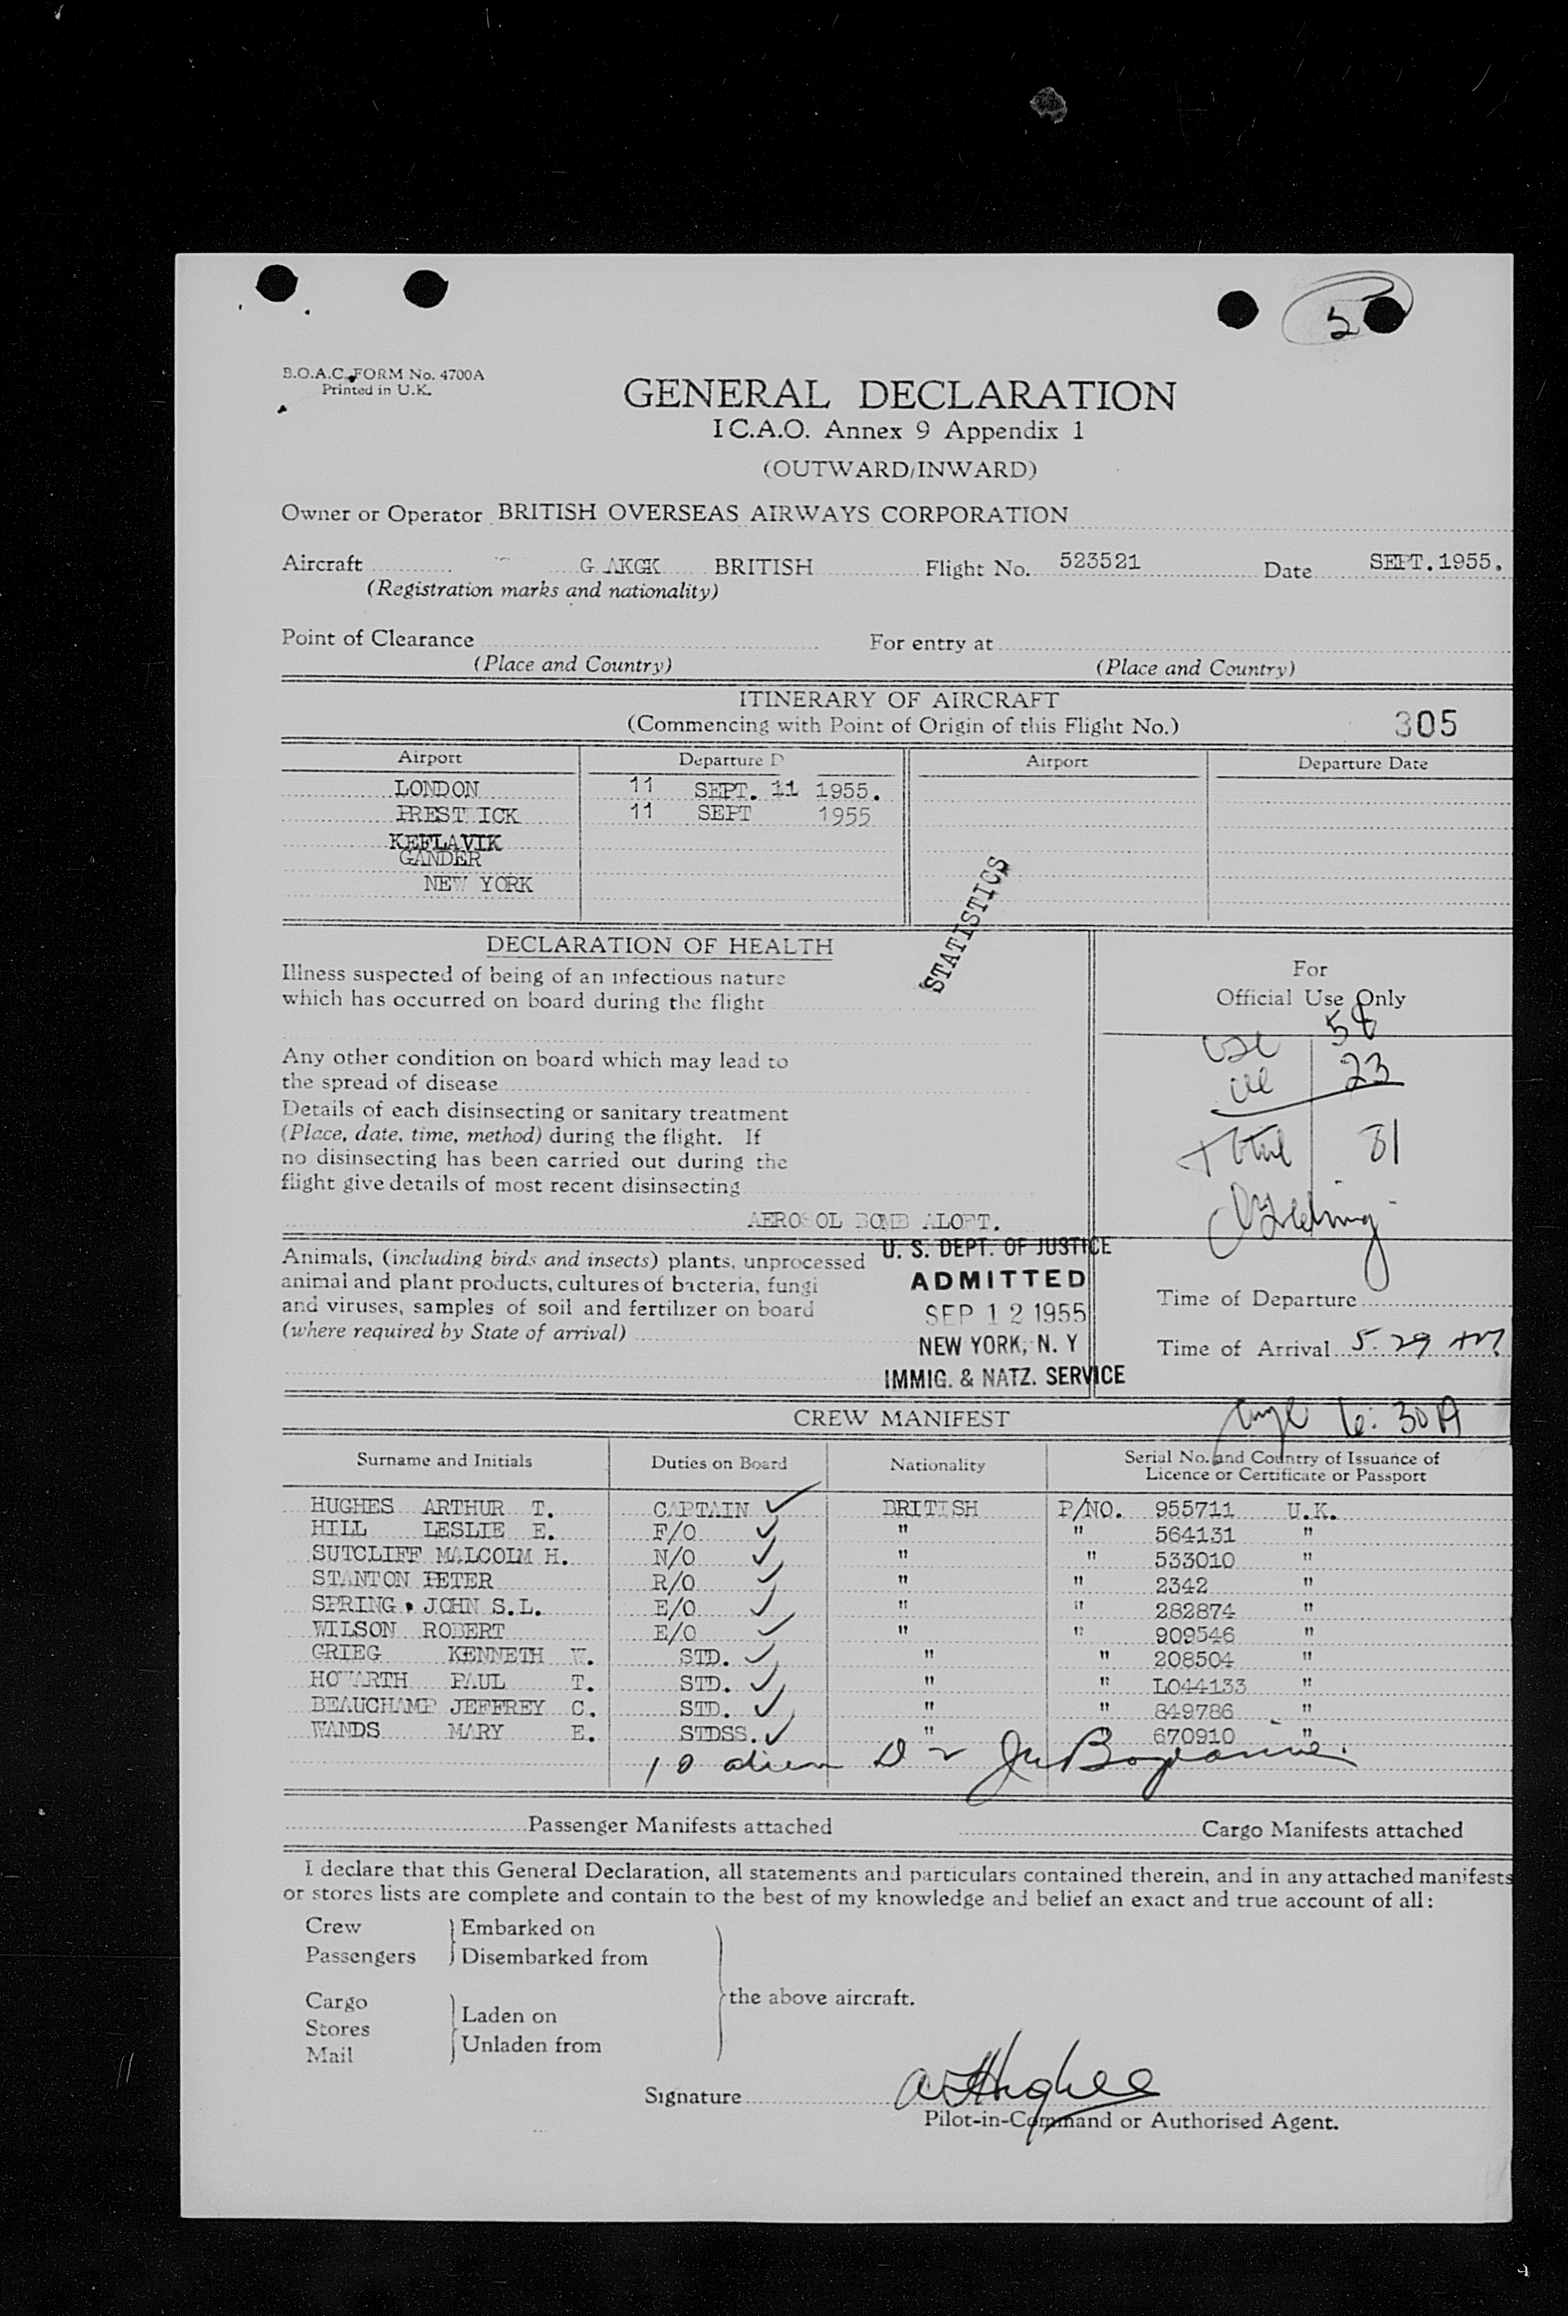 5
B.O.A.C. FORM No. 4700A
Printed in U.K.
GENERAL DECLARATION
I C.A.O. Annex 9 Appendix 1
(OUTWARD/INWARD)
Owner or Operator BRITISH OVERSEAS AIRWAYS CORPORATION
Aircraft G AKGK BRITISH Flight No. 523521 Date SEPT. 1955.
(Registration marks and nationality)
Point of Clearance For entry at
(Place and Country) (Place and Country)
ITINERARY OF AIRCRAFT
(Commencing with Point of Origin of this Flight No.) 305
Airport Departure D Airport Departure Date
LONDON 11 SEPT. 11 1955.
PREST ICK 11 SEPT 1955
KEFLAVIK
GANDER
NEW YORK
STATISTICS
DECLARATION OF HEALTH
Illness suspected of being of an infectious nature
which has occurred on board during the flight
Any other condition on board which may lead to
the spread of disease
Details of each disinsecting or sanitary treatment
(Place, date, time, method) during the flight. If
no disinsecting has been carried out during the
flight give details of most recent disinsecting
AEROSOL BOMB ALOFT.
For
Official Use Only
usc 58
23
total 81
Animals, (including birds and insects) plants, unprocessed
animal and plant products, cultures of bacteria, fungi
and viruses, samples of soil and fertilizer on board
(where required by State of arrival)
U. S. DEPT. OF JUSTICE
ADMITTED
SEP 12 1955
NEW YORK, N. Y
IMMIG. & NATZ. SERVICE
Time of Departure
Time of Arrival 5.29 AM
6:30 A
CREW MANIFEST
Surname and Initials Duties on Board Nationality Serial No. and Country of Issuance of
Licence or Certificate or Passport
HUGHES ARTHUR T. CAPTAIN BRITISH P/NO. 955711 U.K.
HILL LESLIE E. F/O " " 564131 "
SUTCLIFF MALCOLM H. N/O " " 533010 "
STANTON PETER R/O " " 2342 "
SPRING, JOHN S.L. E/O " " 282874 "
WILSON ROBERT E/O " " 909546 "
GRIEG KENNETH W. STD. " " 208504 "
HOWARTH PAUL T. STD. " " L044133 "
BEAUCHAMP JEFFREY C. STD. " " 849786 "
WANDS MARY E. STDSS. " " 670910 "
10 alien
Passenger Manifests attached Cargo Manifests attached
I declare that this General Declaration, all statements and particulars contained therein, and in any attached manifests
or stores lists are complete and contain to the best of my knowledge and belief an exact and true account of all:
Crew Embarked on
Passengers Disembarked from
the above aircraft.
Cargo
Stores Laden on
Mail Unladen from
Signature A T Hughes
Pilot-in-Command or Authorised Agent.